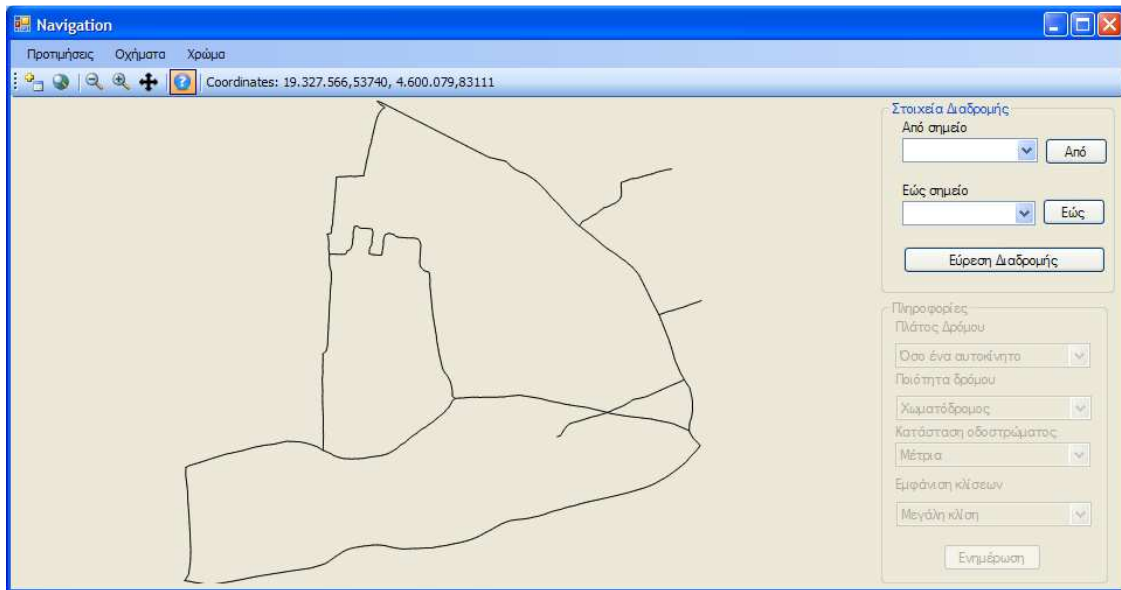 Navigation
Προτιμήσεις Οχήματα Χρώμα
Coordinates: 19.327.566,53740, 4.600.079,83111
Στοιχεία Διαδρομής
Από σημείο
Από
Εώς σημείο
Εώς
Εύρεση Διαδρομής
Πληροφορίες
Πλάτος Δρόμου
Όσο ένα αυτοκίνητο
Ποιότητα δρόμου
Χωματόδρομος
Κατάσταση οδοστρώματος
Μέτρια
Εμφάνιση κλίσεων
Μεγάλη κλίση
Ενημέρωση